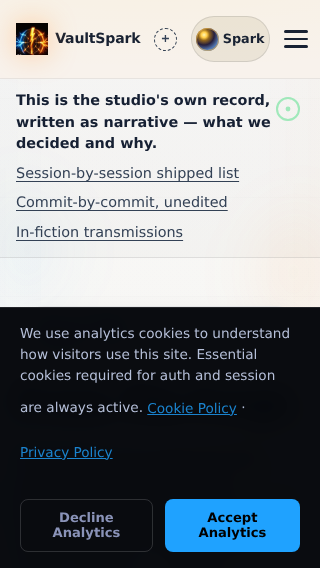 VaultSpark
+
Spark
This is the studio's own record,
written as narrative — what we
decided and why.
Session-by-session shipped list
Commit-by-commit, unedited
In-fiction transmissions
We use analytics cookies to understand
how visitors use this site. Essential
cookies required for auth and session
are always active. Cookie Policy ·
Privacy Policy
Decline
Analytics
Accept
Analytics